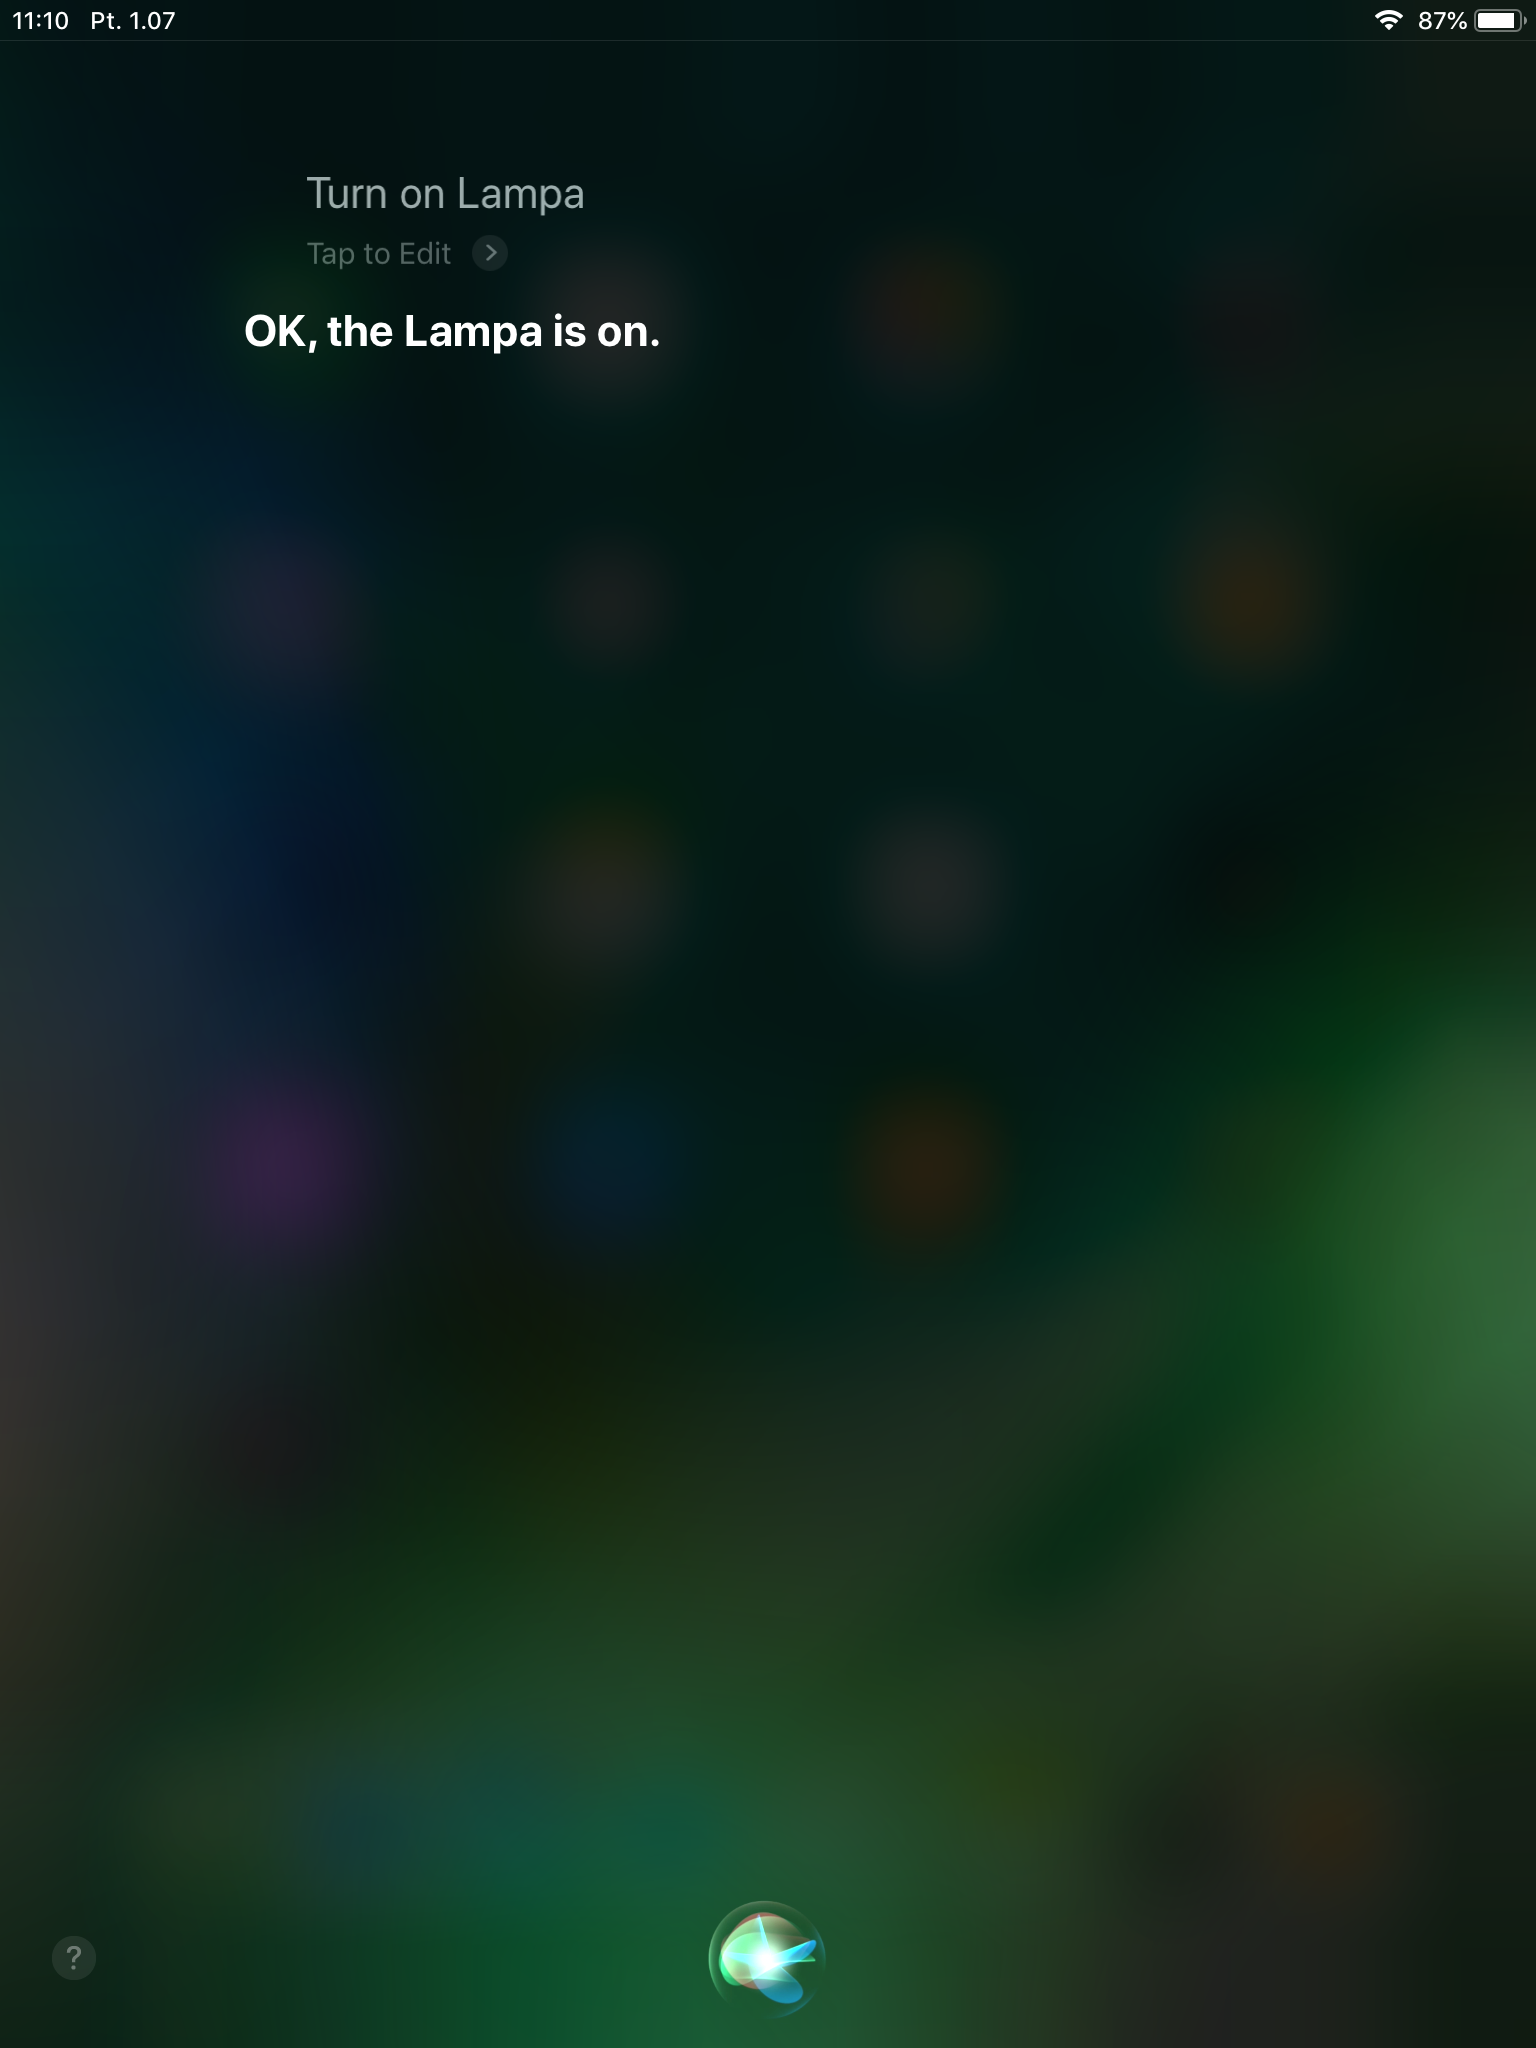 11:10 Pt. 1.07 87%
Turn on Lampa
Tap to Edit
OK, the Lampa is on.
?